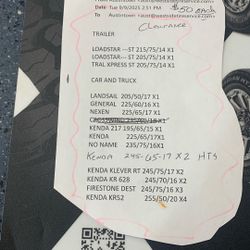 Date: Tue 8/9/2023 2:51 PM
$50 each
To: Austintown
Clearance
TRAILER
LOADSTAR---ST 215/75/14 X1
LOADSTAR---ST 205/75/14 X1
TRAL XPRESS ST 205/75/14 X1
CAR AND TRUCK
LANDSAIL 205/50/17 X1
GENERAL 225/60/16 X1
NEXEN 225/65/17 X1
KENDA 217 195/65/15 X1
KENDA 225/65/17X1
NO NAME 235/75/16X1
KENDA 245-65-17 X2 HTS
KENDA KLEVER RT 245/75/17 X2
KENDA KR 628 245/70/16 X2
FIRESTONE DEST 245/75/16 X3
KENDA KR52 255/50/20 X4